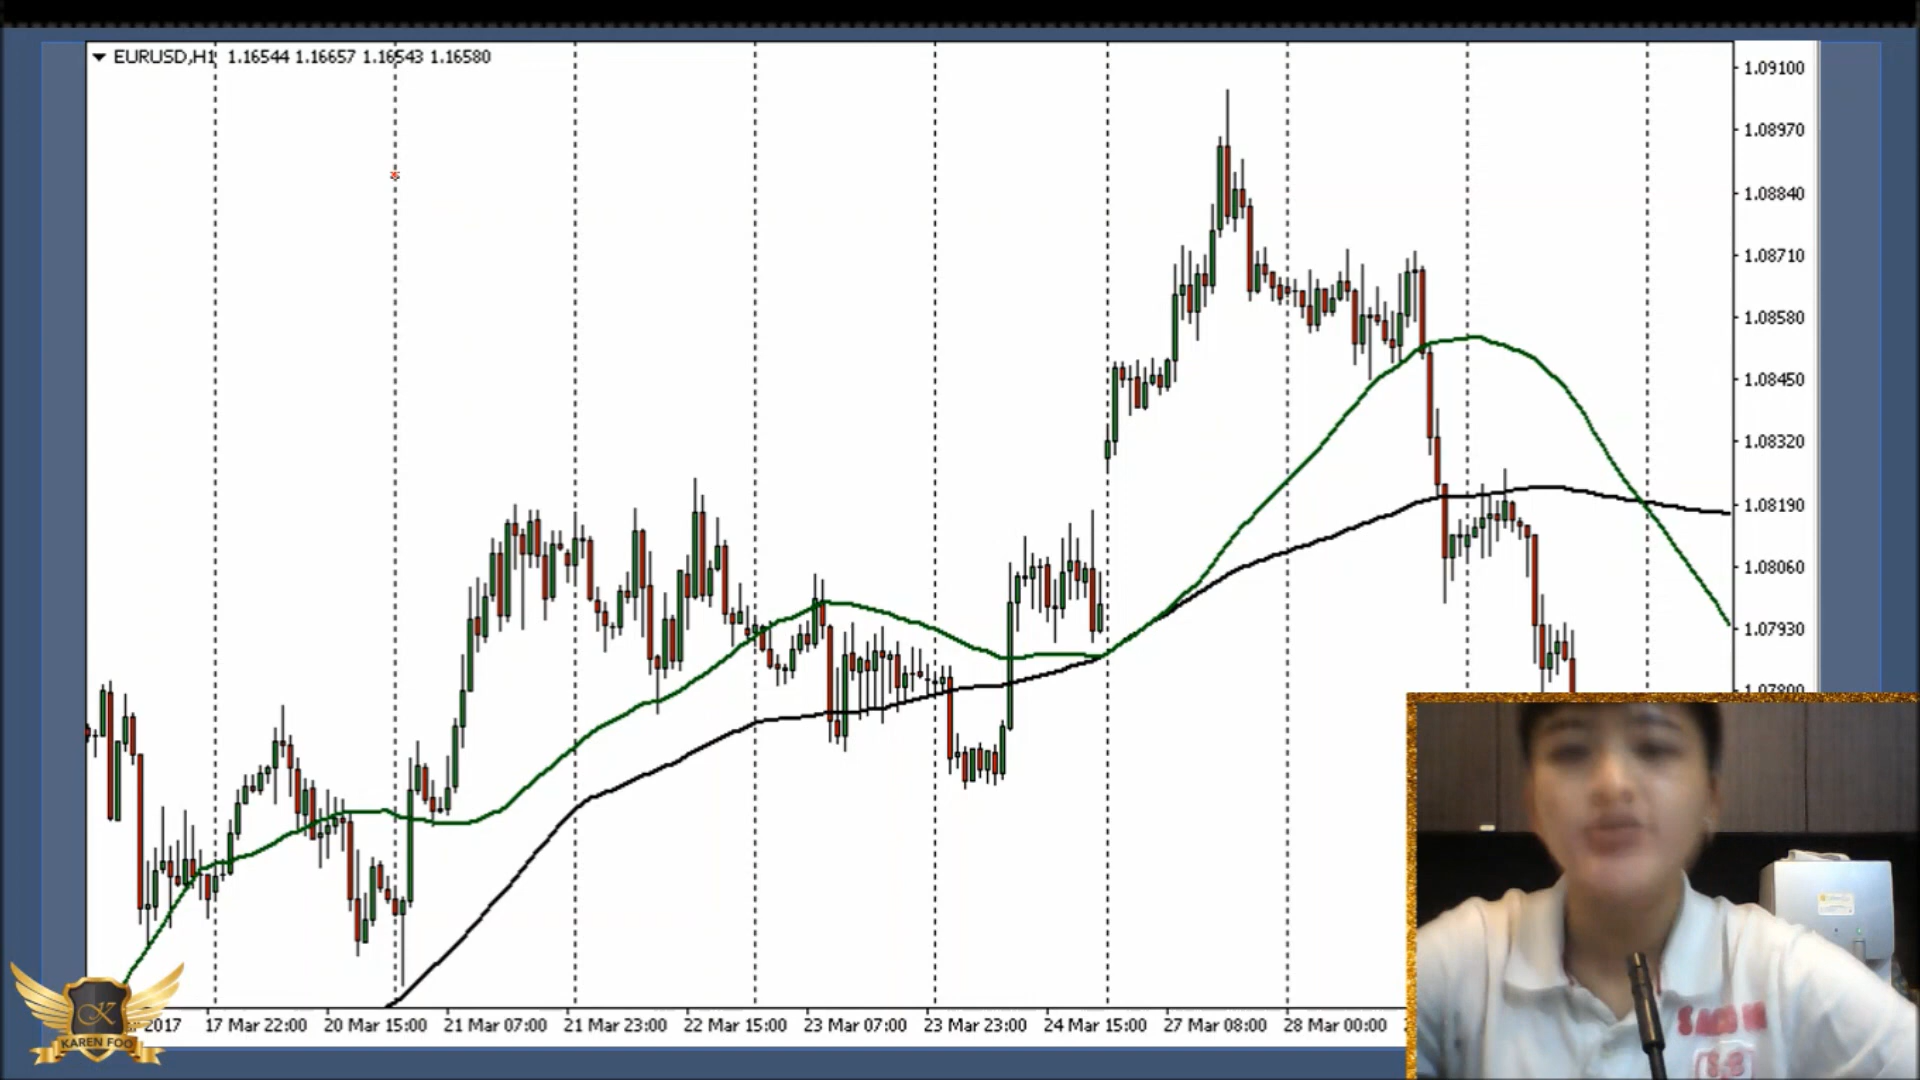 EURUSD,H1 1.16544 1.16657 1.16543 1.16580
1.09100
1.08970
1.08840
1.08710
1.08580
1.08450
1.08320
1.08190
1.08060
1.07930
1.07800
2017 17 Mar 22:00 20 Mar 15:00 21 Mar 07:00 21 Mar 23:00 22 Mar 15:00 23 Mar 07:00 23 Mar 23:00 24 Mar 15:00 27 Mar 08:00 28 Mar 00:00
K
KAREN FOO